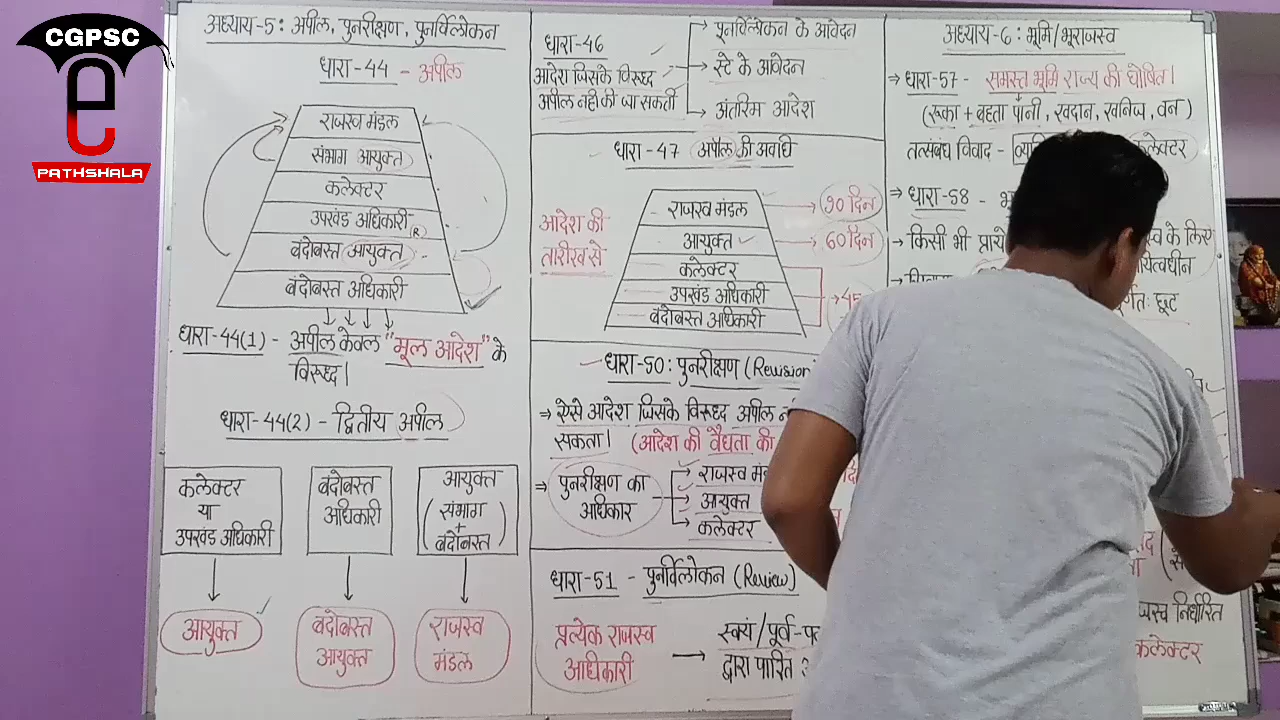 CGPSC
e
PATHSHALA
अध्याय-5: अपील, पुनरीक्षण, पुनर्विलोकन
धारा-44 - अपील
राजस्व मंडल
संभाग आयुक्त
कलेक्टर
उपखंड अधिकारी
(R)
बंदोबस्त आयुक्त
बंदोबस्त अधिकारी
धारा-44(1) - अपील केवल "मूल आदेश" के
विरूध्द।
धारा-44(2) - द्वितीय अपील
कलेक्टर
या
उपखंड अधिकारी
बंदोबस्त
अधिकारी
आयुक्त
(संभाग
+
बंदोबस्त)
आयुक्त
बंदोबस्त
आयुक्त
राजस्व
मंडल
धारा-46
आदेश जिसके विरूध्द
अपील नही की जा सकती
पुनर्विलोकन के आवेदन
स्टे के आवेदन
अंतरिम आदेश
धारा-47 अपील की अवधि
आदेश की
तारीख से
राजस्व मंडल
आयुक्त
कलेक्टर
उपखंड अधिकारी
बंदोबस्त अधिकारी
90 दिन
60 दिन
45
धारा-50: पुनरीक्षण (Revision)
ऐसे आदेश जिसके विरूध्द अपील
सकता। (आदेश की वैधता की
पुनरीक्षण का
अधिकार
राजस्व
आयुक्त
कलेक्टर
धारा-51 - पुनर्विलोकन (Review)
प्रत्येक राजस्व
अधिकारी
स्वयं/पूर्व-
द्वारा पारित
अध्याय-6: भूमि/भूराजस्व
धारा-57 - समस्त भूमि राज्य की घोषित।
(रूका + बहता पानी, खदान, खनिज, वन)
तत्संबंध विवाद -
कलेक्टर
धारा-58 -
किसी भी
के लिए
छूट
निर्धारित
कलेक्टर